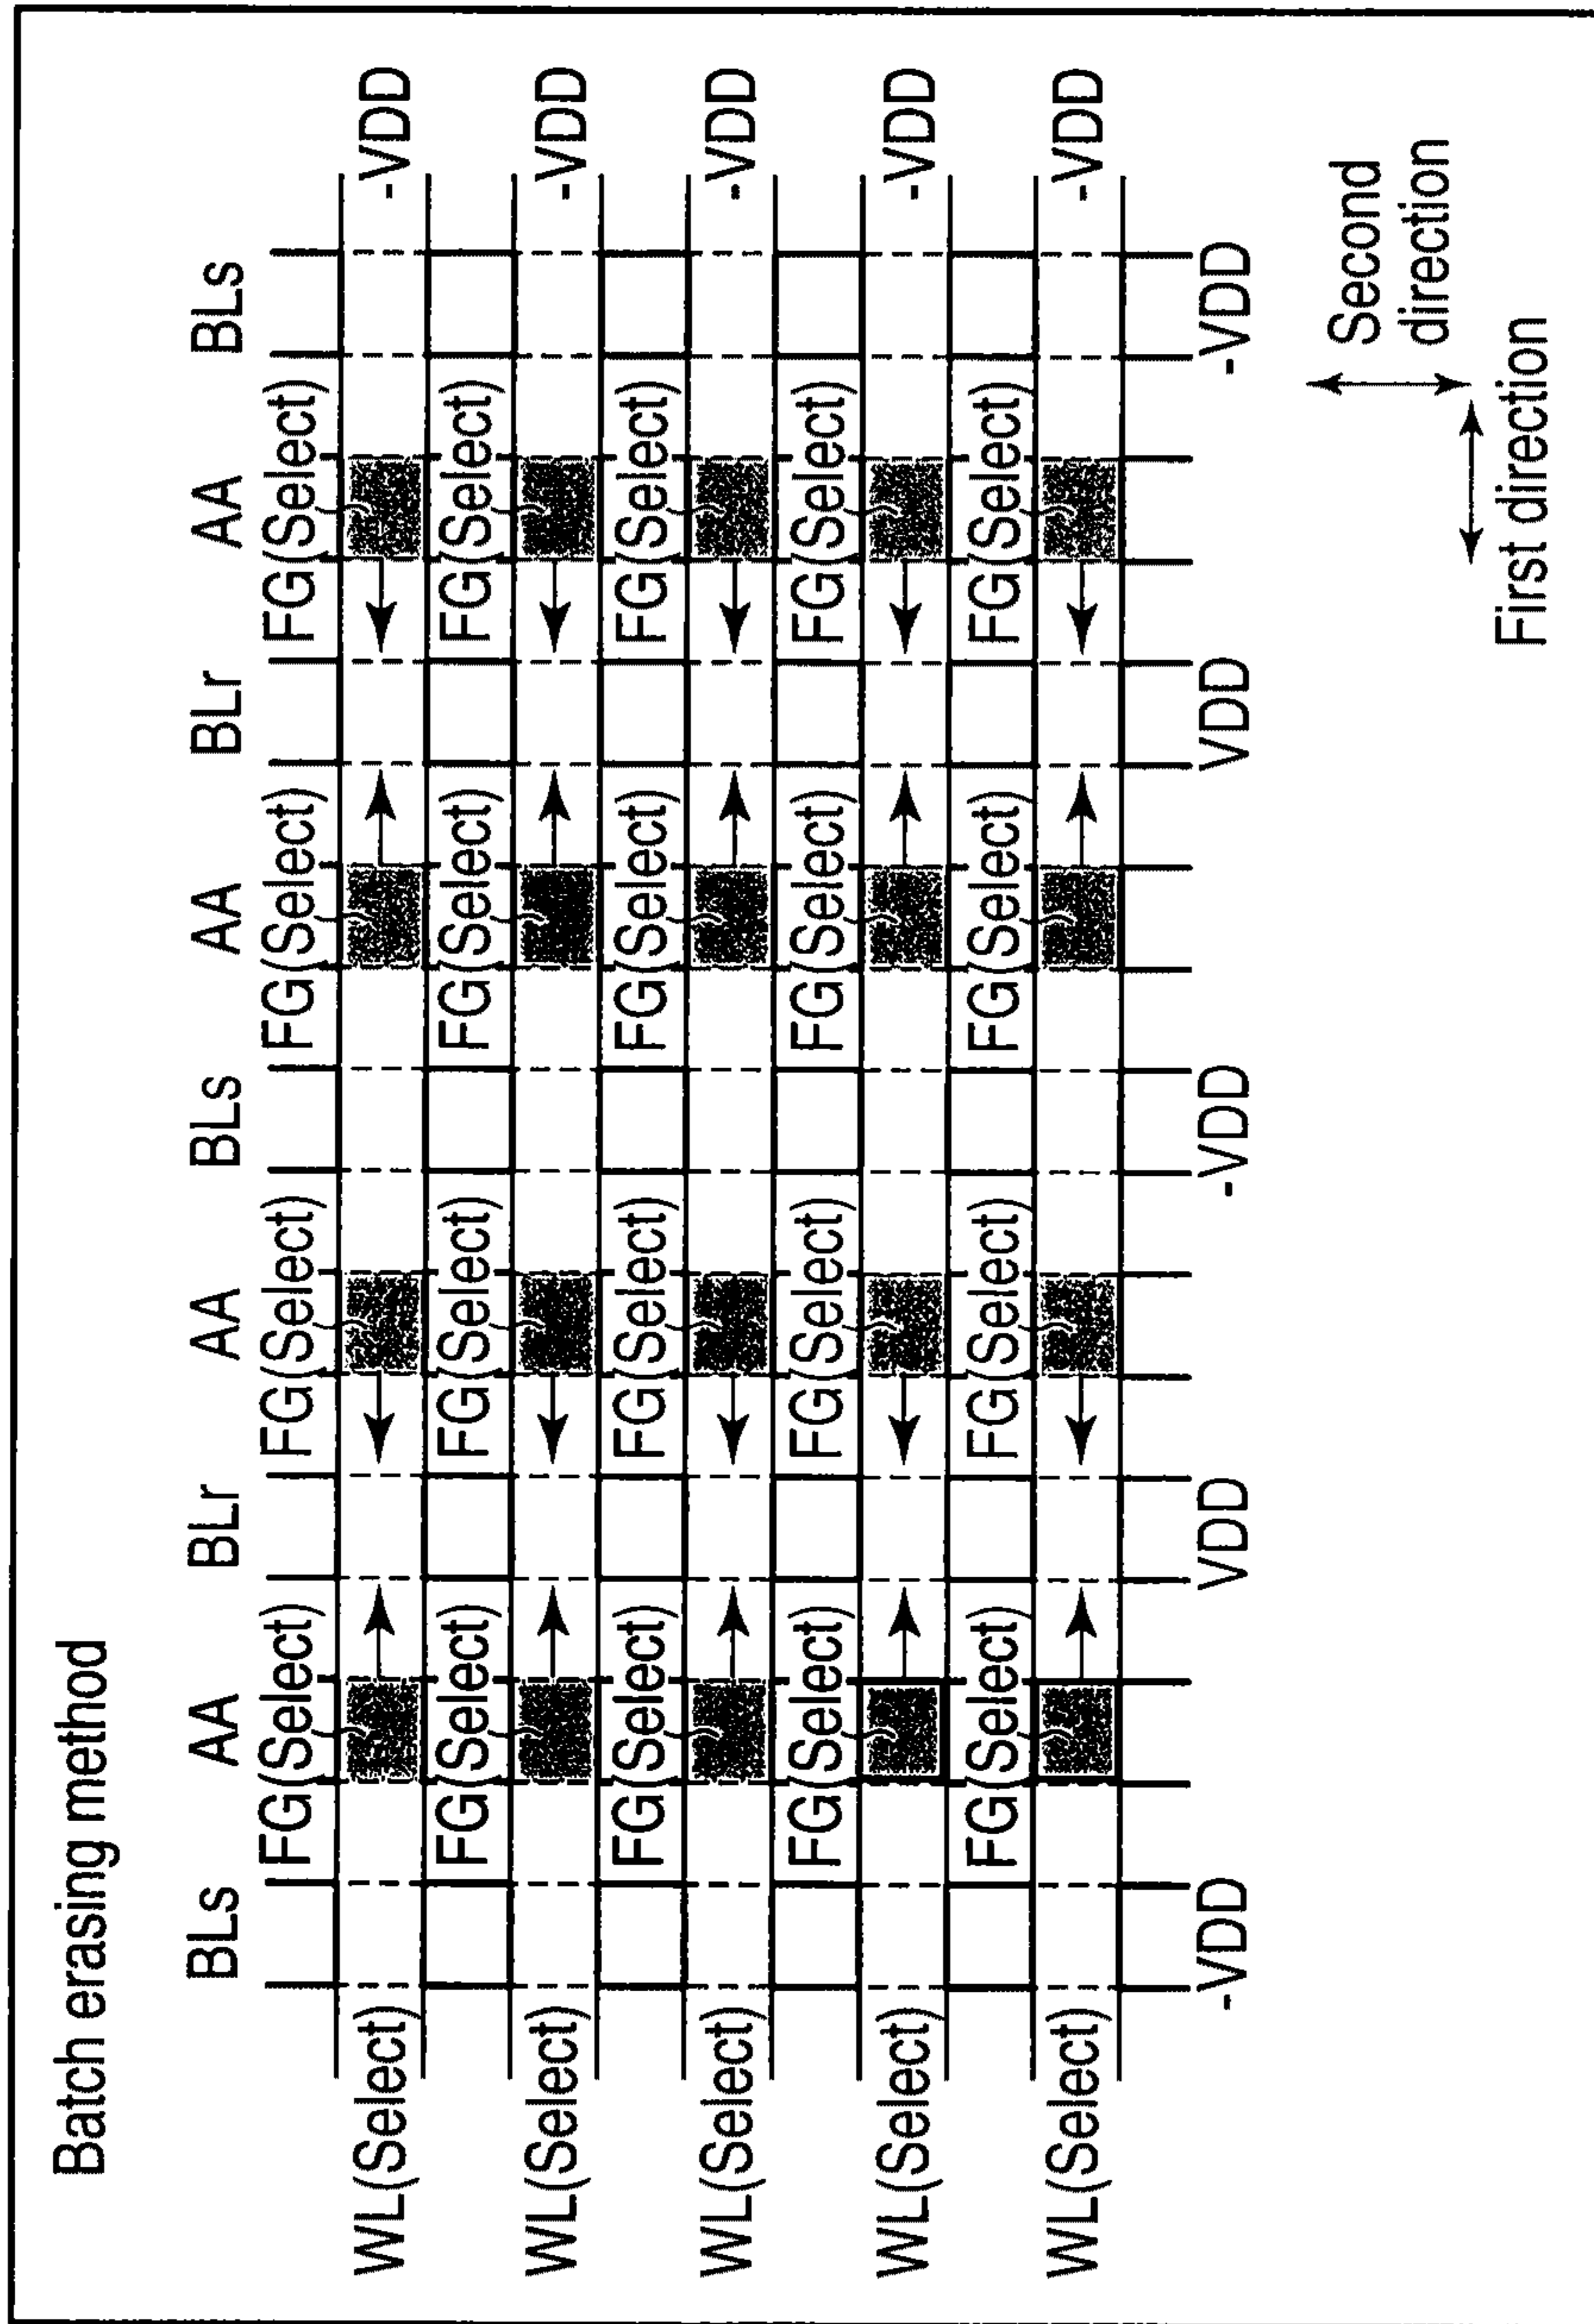 Batch erasing method
BLs AA BLr AA BLs AA BLr AA BLs
FG(Select) FG(Select) FG(Select) FG(Select)
WL(Select) -VDD
FG(Select) FG(Select) FG(Select) FG(Select)
WL(Select) -VDD
FG(Select) FG(Select) FG(Select) FG(Select)
WL(Select) -VDD
FG(Select) FG(Select) FG(Select) FG(Select)
WL(Select) -VDD
FG(Select) FG(Select) FG(Select) FG(Select)
WL(Select) -VDD
-VDD VDD -VDD VDD -VDD
Second
direction
First direction